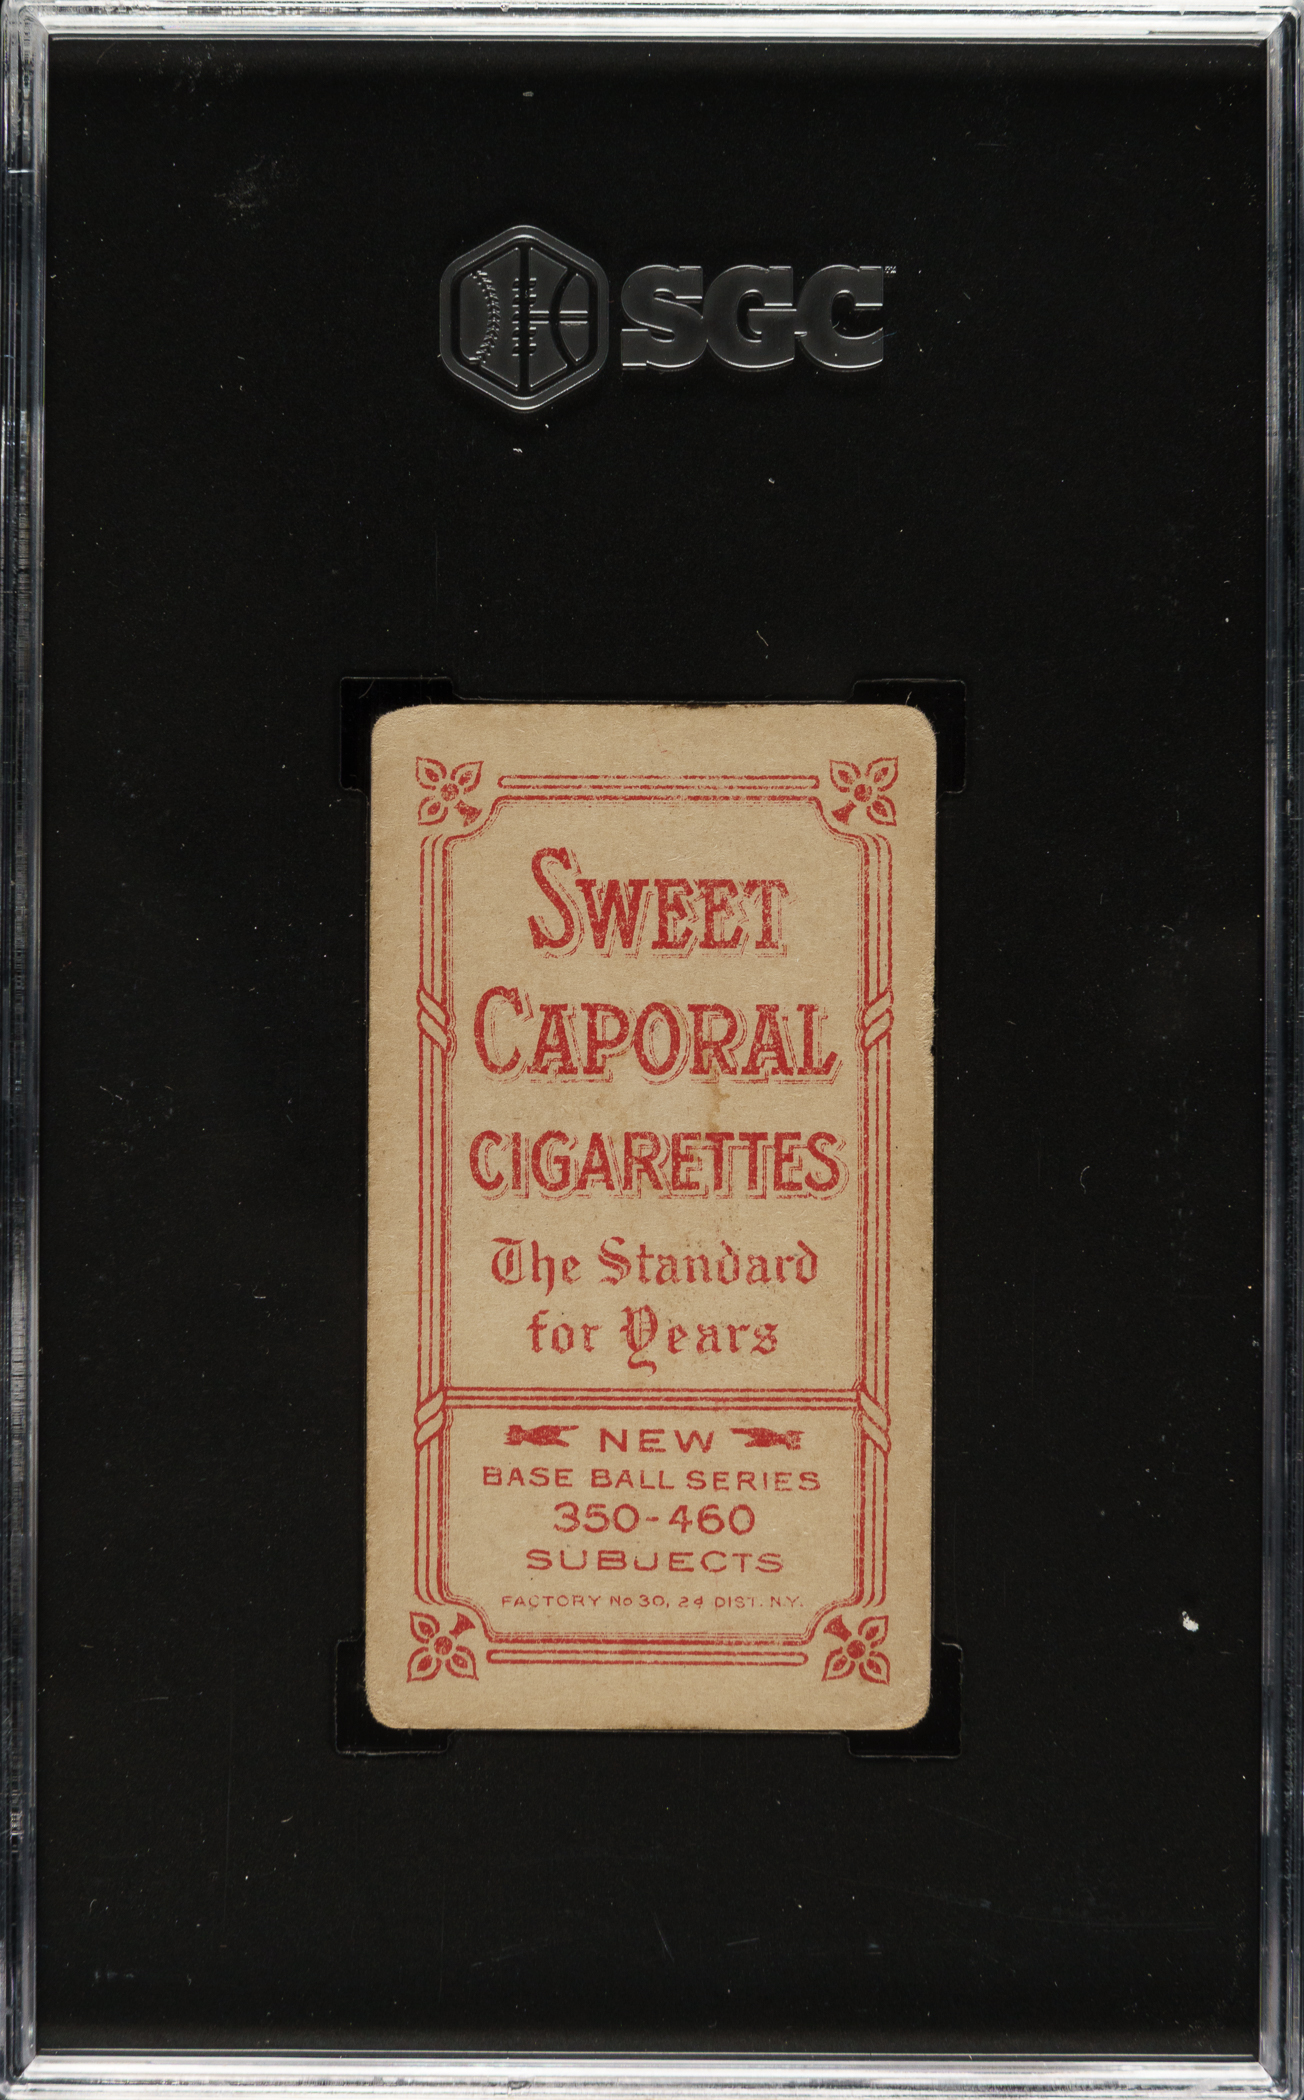 SGC
SWEET
CAPORAL
CIGARETTES
The Standard
for Years
NEW
BASE BALL SERIES
350-460
SUBJECTS
FACTORY No 30, 2d DIST. N.Y.